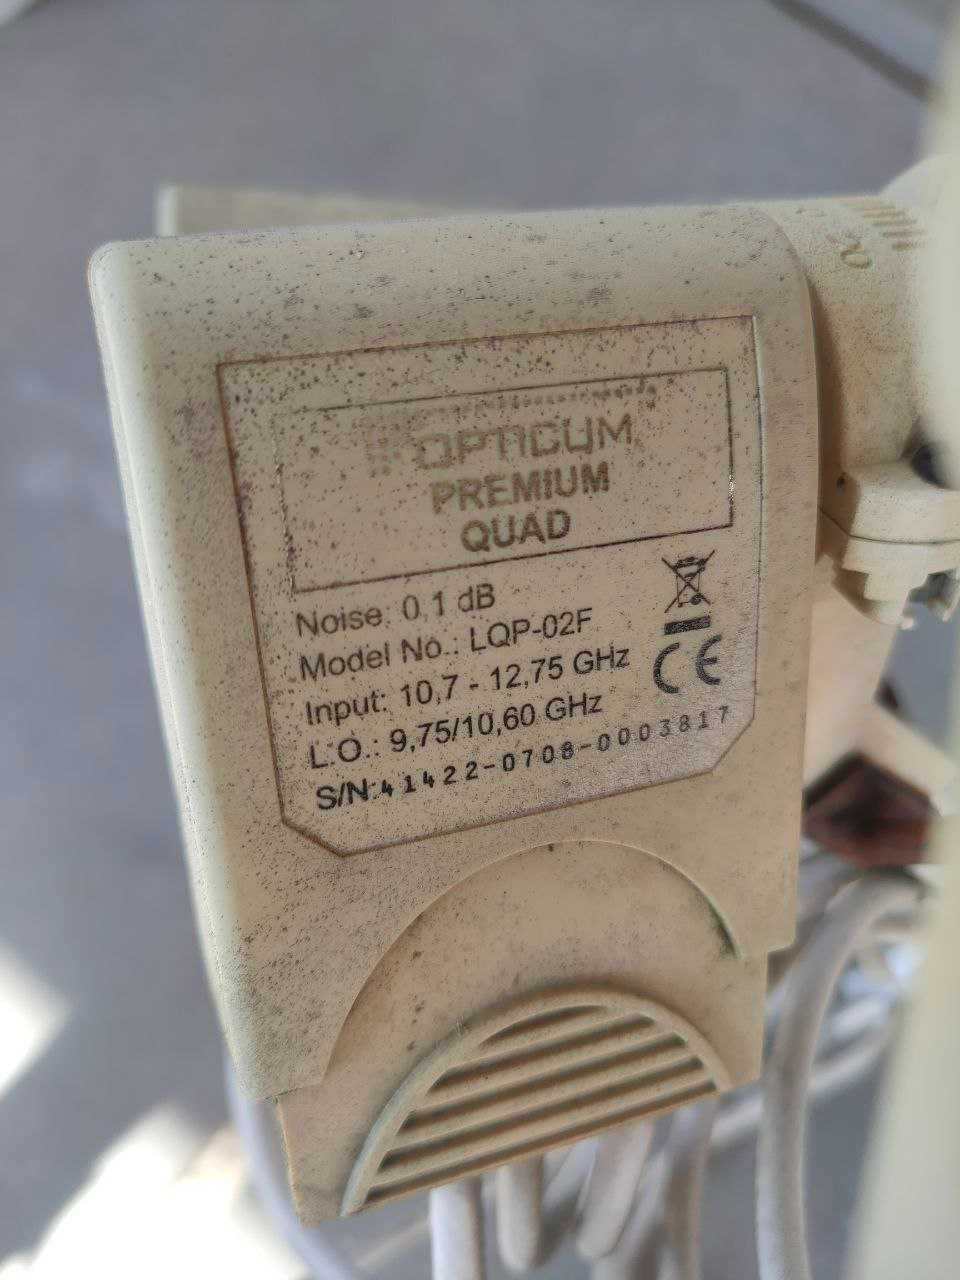 OPTICUM
PREMIUM
QUAD
Noise: 0,1 dB
Model No.: LQP-02F
Input: 10,7 - 12,75 GHz
L.O.: 9,75/10,60 GHz
CE
S/N:41422-0708-0003817